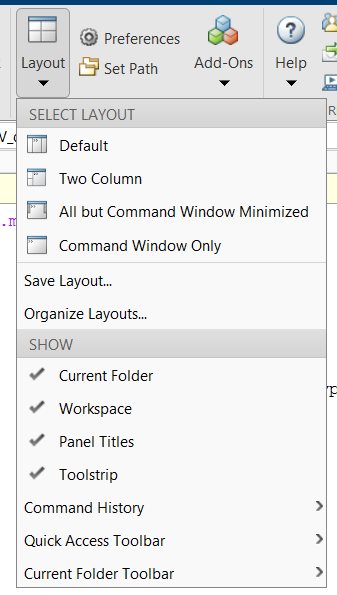 Layout
Preferences
Set Path
Add-Ons
Help
SELECT LAYOUT
Default
Two Column
All but Command Window Minimized
Command Window Only
Save Layout...
Organize Layouts...
SHOW
Current Folder
Workspace
Panel Titles
Toolstrip
Command History
Quick Access Toolbar
Current Folder Toolbar